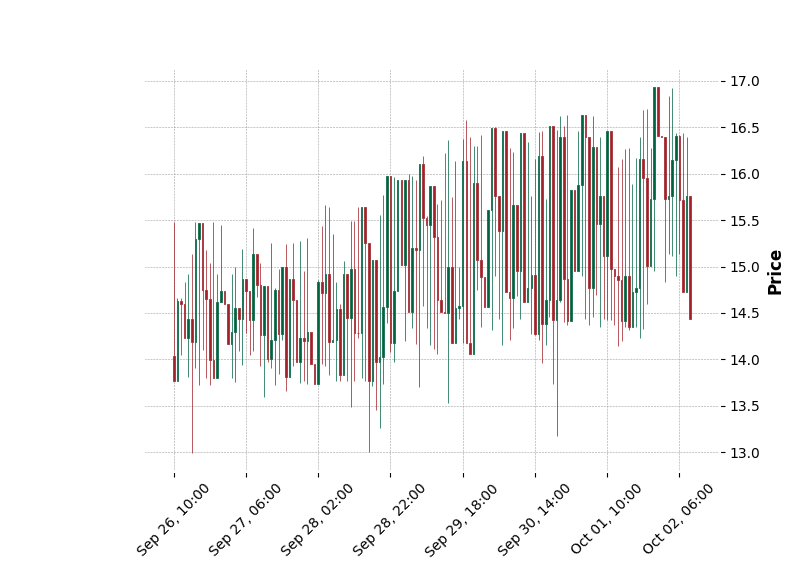 17.0
16.5
16.0
15.5
15.0
14.5
14.0
13.5
13.0
Price
Sep 26, 10:00
Sep 27, 06:00
Sep 28, 02:00
Sep 28, 22:00
Sep 29, 18:00
Sep 30, 14:00
Oct 01, 10:00
Oct 02, 06:00